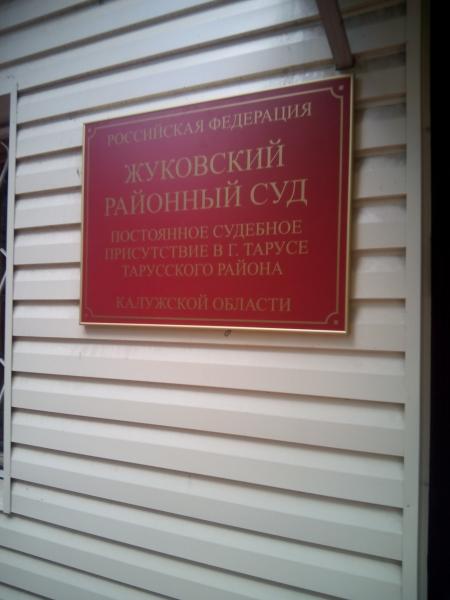 РОССИЙСКАЯ ФЕДЕРАЦИЯ
ЖУКОВСКИЙ
РАЙОННЫЙ СУД
ПОСТОЯННОЕ СУДЕБНОЕ
ПРИСУТСТВИЕ В Г. ТАРУСЕ
ТАРУССКОГО РАЙОНА
КАЛУЖСКОЙ ОБЛАСТИ